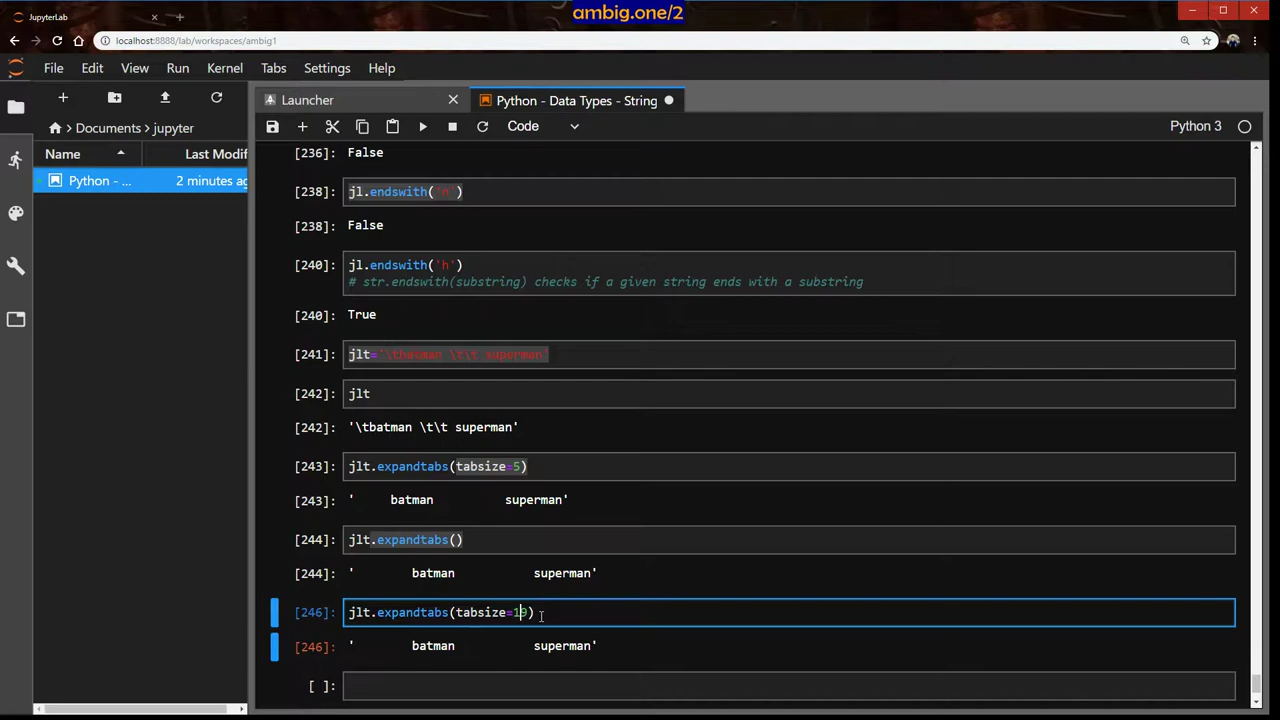 ambig.one/2
JupyterLab
localhost:8888/lab/workspaces/ambig1
File Edit View Run Kernel Tabs Settings Help
Launcher
Python - Data Types - String
Documens › jupyter
Code
Python 3
Name Last Modif
Python - ... 2 minutes ag
[236]: False
[238]: jl.endswith('n')
[238]: False
[240]: jl.endswith('h')
# str.endswith(substring) checks if a given string ends with a substring
[240]: True
[241]: jlt='\tbatman \t\t superman'
[242]: jlt
[242]: '\tbatman \t\t superman'
[243]: jlt.expandtabs(tabsize=5)
[243]: '     batman          superman'
[244]: jlt.expandtabs()
[244]: '        batman           superman'
[246]: jlt.expandtabs(tabsize=19)
[246]: '        batman           superman'
[ ]: